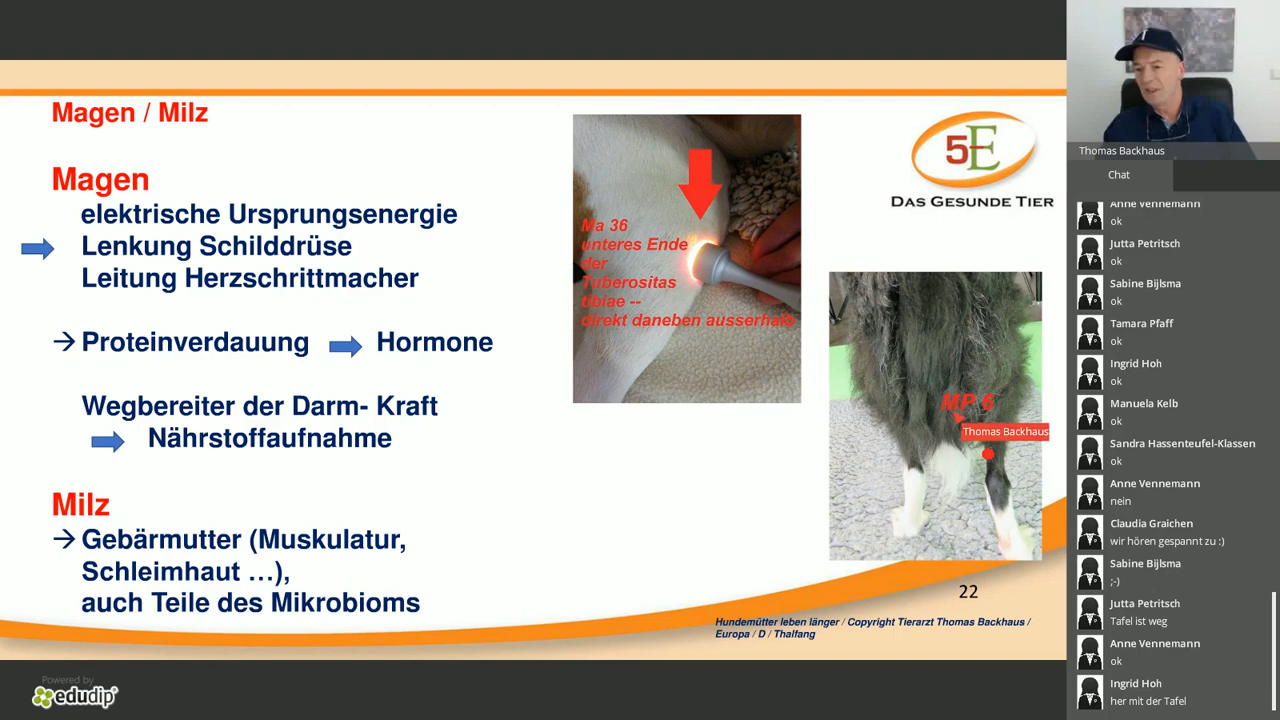 Magen / Milz
Magen
elektrische Ursprungsenergie
Lenkung Schilddrüse
Leitung Herzschrittmacher
→ Proteinverdauung Hormone
Wegbereiter der Darm- Kraft
Nährstoffaufnahme
Milz
→ Gebärmutter (Muskulatur,
Schleimhaut …),
auch Teile des Mikrobioms
Ma 36
unteres Ende
der
Tuberositas
tibiae --
direkt daneben ausserhalb
5E
DAS GESUNDE TIER
MP 6
Thomas Backhaus
22
Hundemütter leben länger / Copyright Tierarzt Thomas Backhaus /
Europa / D / Thalfang
Powered by
edudip
Thomas Backhaus
Chat
Anne Vennemann
ok
Jutta Petritsch
ok
Sabine Bijlsma
ok
Tamara Pfaff
ok
Ingrid Hoh
ok
Manuela Kelb
ok
Sandra Hassenteufel-Klassen
ok
Anne Vennemann
nein
Claudia Graichen
wir hören gespannt zu :)
Sabine Bijlsma
;-)
Jutta Petritsch
Tafel ist weg
Anne Vennemann
ok
Ingrid Hoh
her mit der Tafel